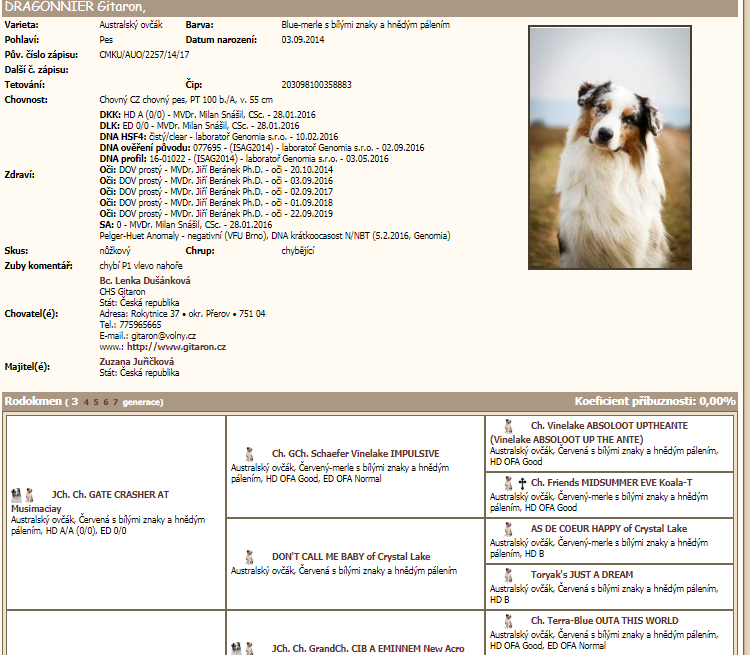 DRAGONNIER Gitaron,
Varieta: Australský ovčák Barva: Blue-merle s bílými znaky a hnědým pálením
Pohlaví: Pes Datum narození: 03.09.2014
Pův. číslo zápisu: CMKU/AUO/2257/14/17
Další č. zápisu:
Tetování: Čip: 203098100358883
Chovnost: Chovný CZ chovný pes, PT 100 b./A, v. 55 cm
Zdraví:
DKK: HD A (0/0) - MVDr. Milan Snášil, CSc. - 28.01.2016
DLK: ED 0/0 - MVDr. Milan Snášil, CSc. - 28.01.2016
DNA HSF4: čistý/clear - laboratoř Genomia s.r.o. - 10.02.2016
DNA ověření původu: 077695 - (ISAG2014) - laboratoř Genomia s.r.o. - 02.09.2016
DNA profil: 16-01022 - (ISAG2014) - laboratoř Genomia s.r.o. - 03.05.2016
Oči: DOV prostý - MVDr. Jiří Beránek Ph.D. - oči - 20.10.2014
Oči: DOV prostý - MVDr. Jiří Beránek Ph.D. - oči - 03.09.2016
Oči: DOV prostý - MVDr. Jiří Beránek Ph.D. - oči - 02.09.2017
Oči: DOV prostý - MVDr. Jiří Beránek Ph.D. - oči - 01.09.2018
Oči: DOV prostý - MVDr. Jiří Beránek Ph.D. - oči - 22.09.2019
SA: 0 - MVDr. Milan Snášil, CSc. - 28.01.2016
Pelger-Huet Anomaly - negativní (VFU Brno), DNA krátkoocasost N/NBT (5.2.2016, Genomia)
Skus: nůžkový Chrup: chybějící
Zuby komentář: chybí P1 vlevo nahoře
Chovatel(é):
Bc. Lenka Dušánková
CHS Gitaron
Stát: Česká republika
Adresa: Rokytnice 37 • okr. Přerov • 751 04
Tel.: 775965665
E-mail.: gitaron@volny.cz
www.: http://www.gitaron.cz
Majitel(é):
Zuzana Juřičková
Stát: Česká republika
Rodokmen ( 3 4 5 6 7 generace) Koeficient příbuznosti: 0,00%
JCh. Ch. GATE CRASHER AT
Musimaciay
Australský ovčák, Červená s bílými znaky a hnědým
pálením, HD A/A (0/0), ED 0/0
Ch. GCh. Schaefer Vinelake IMPULSIVE
Australský ovčák, Červený-merle s bílými znaky a hnědým
pálením, HD OFA Good, ED OFA Normal
Ch. Vinelake ABSOLOOT UPTHEANTE
(Vinelake ABSOLOOT UP THE ANTE)
Australský ovčák, Červená s bílými znaky a hnědým pálením,
HD OFA Good
Ch. Friends MIDSUMMER EVE Koala-T
Australský ovčák, Červený-merle s bílými znaky a hnědým
pálením, HD OFA Good
DON'T CALL ME BABY of Crystal Lake
Australský ovčák, Červená s bílými znaky a hnědým pálením
AS DE COEUR HAPPY of Crystal Lake
Australský ovčák, Červený-merle s bílými znaky a hnědým
pálením, HD B
Toryak's JUST A DREAM
Australský ovčák, Červená s bílými znaky a hnědým pálením,
HD B
JCh. Ch. GrandCh. CIB A EMINNEM New Acro
Ch. Terra-Blue OUTA THIS WORLD
Australský ovčák, Červená s bílými znaky a hnědým pálením,
HD OFA Good, ED OFA Normal